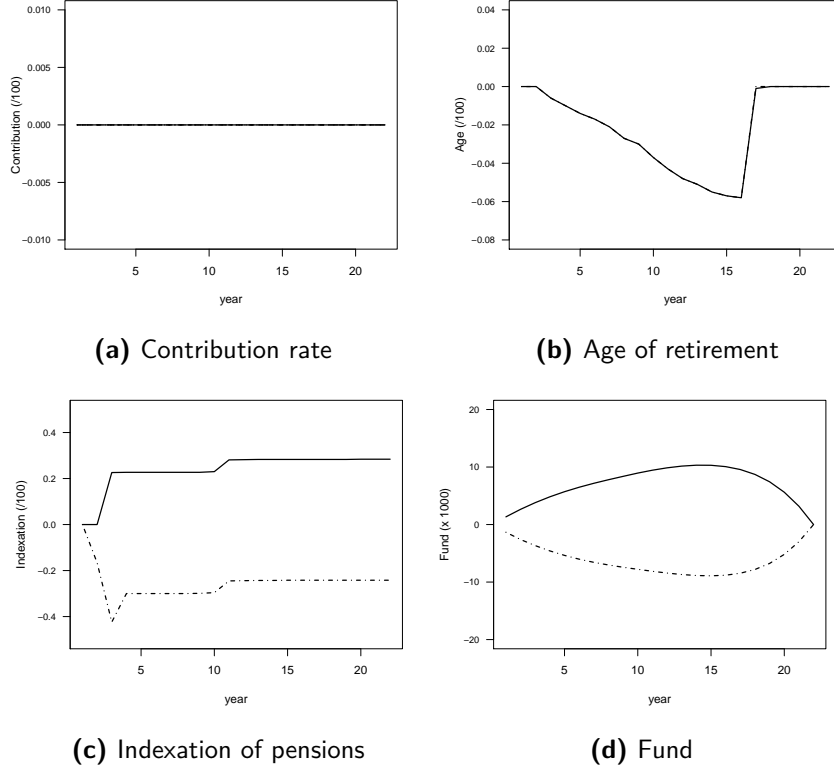 0.010
0.005
0.000
−0.005
−0.010
Contribution (/100)
5 10 15 20
year
(a) Contribution rate
0.04
0.02
0.00
−0.02
−0.04
−0.06
−0.08
Age (/100)
5 10 15 20
year
(b) Age of retirement
0.4
0.2
0.0
−0.2
−0.4
Indexation (/100)
5 10 15 20
year
(c) Indexation of pensions
20
10
0
−10
−20
Fund (x 1000)
5 10 15 20
year
(d) Fund